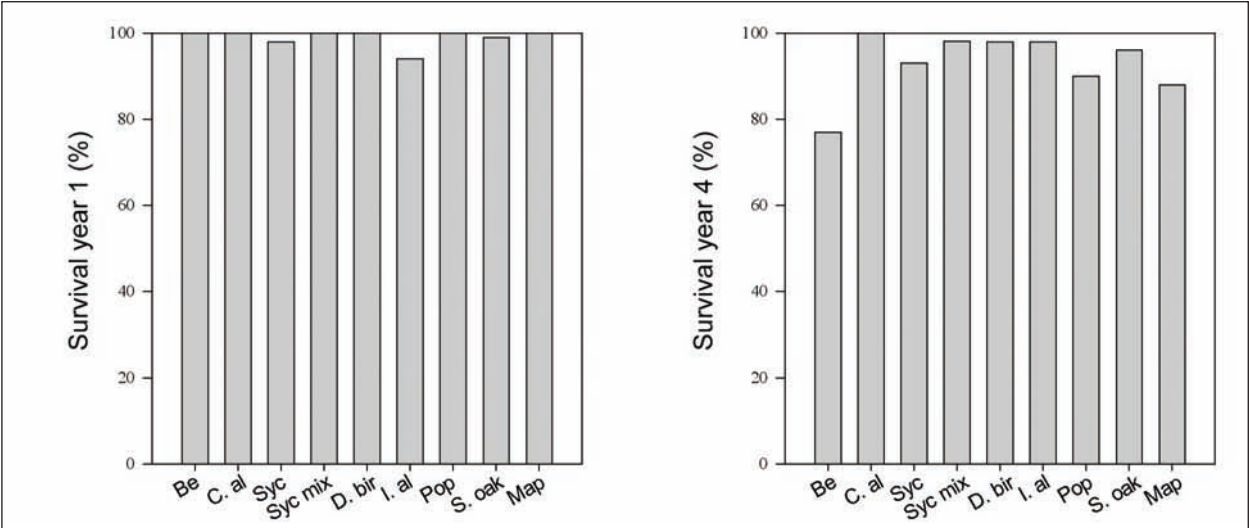 Survival year 1 (%)
100
80
60
40
20
0
Be
C. al
Syc
Syc mix
D. bir
I. al
Pop
S. oak
Map
Survival year 4 (%)
100
80
60
40
20
0
Be
C. al
Syc
Syc mix
D. bir
I. al
Pop
S. oak
Map